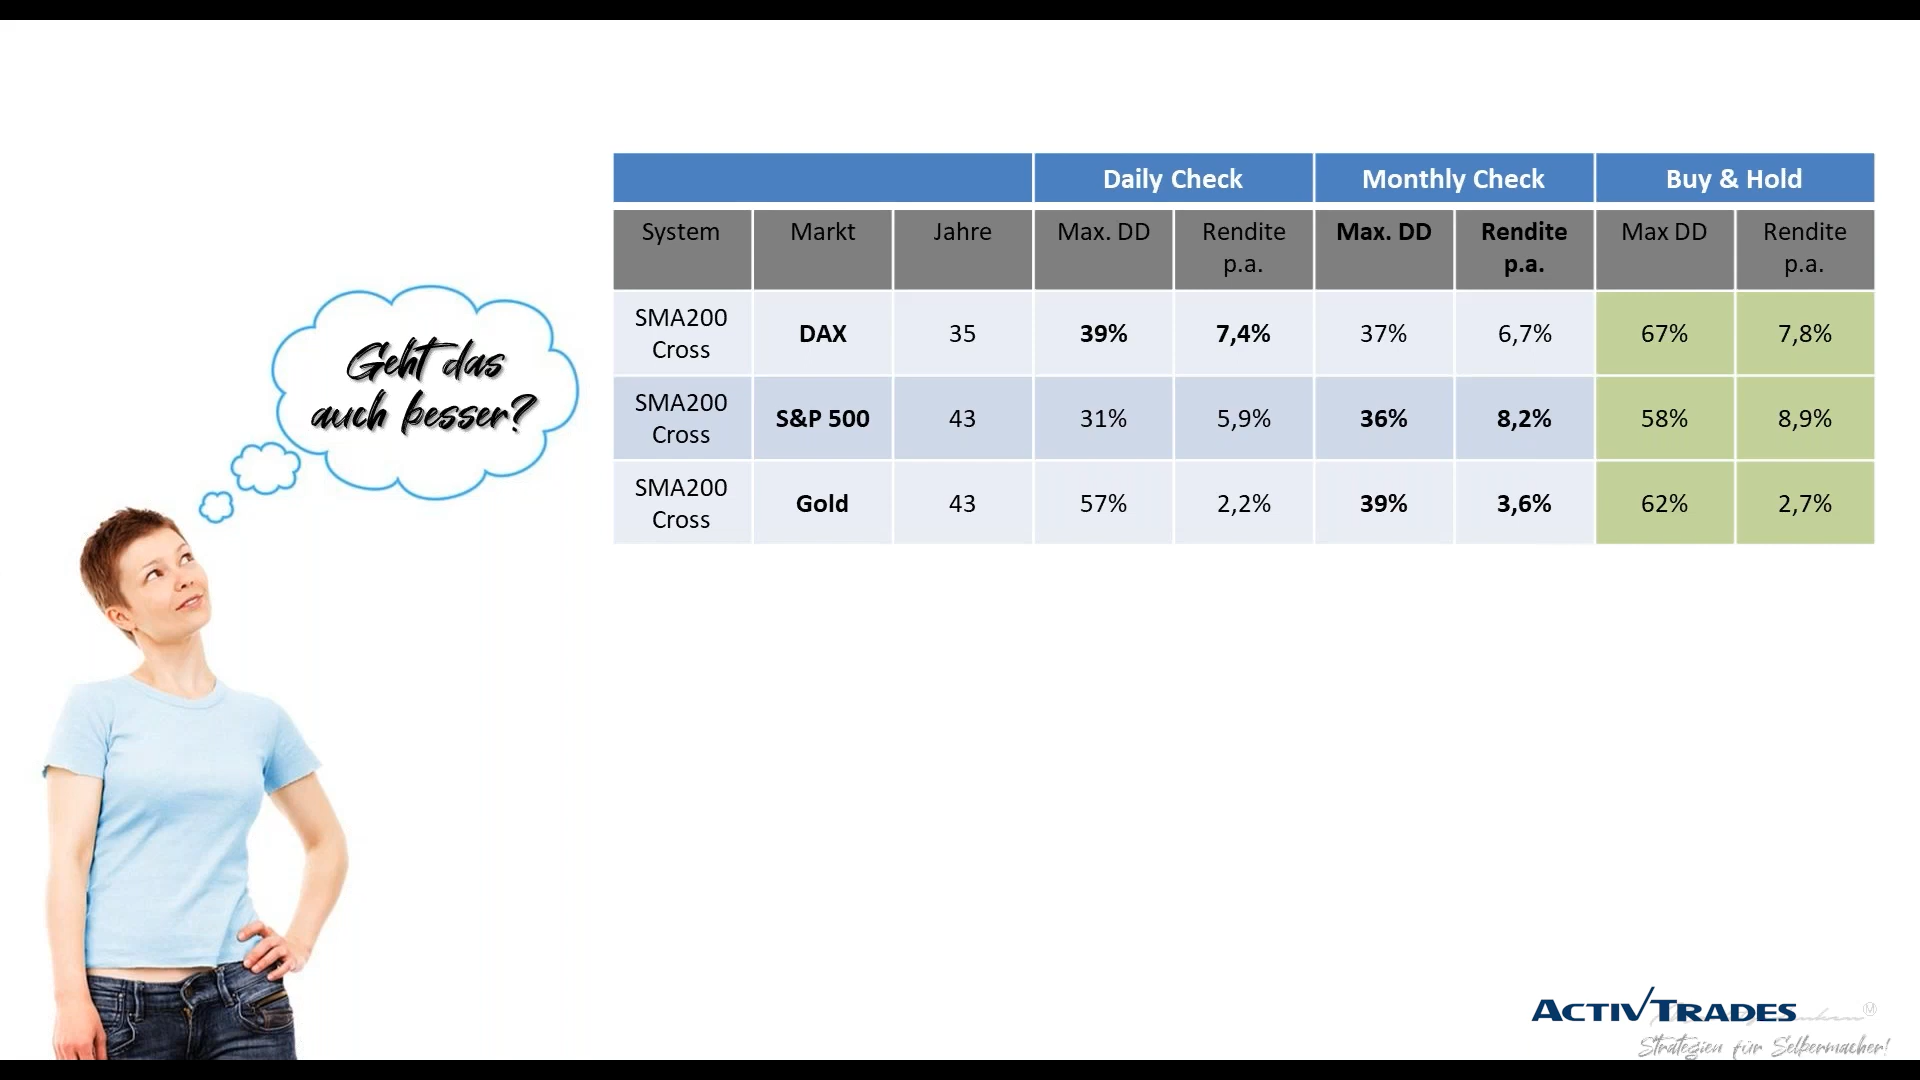 Geht das
auch besser?
Daily Check Monthly Check Buy & Hold
System Markt Jahre Max. DD Rendite p.a. Max. DD Rendite p.a. Max DD Rendite p.a.
SMA200 Cross DAX 35 39% 7,4% 37% 6,7% 67% 7,8%
SMA200 Cross S&P 500 43 31% 5,9% 36% 8,2% 58% 8,9%
SMA200 Cross Gold 43 57% 2,2% 39% 3,6% 62% 2,7%
ACTIVTRADES
Strategien für Selbermacher!